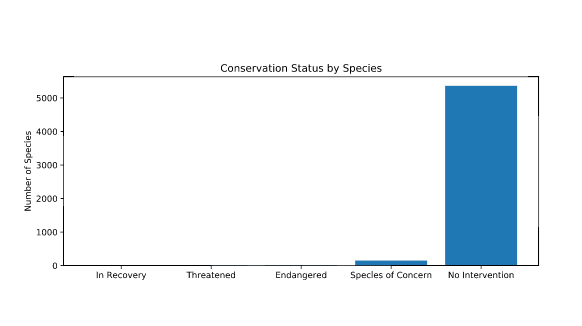 Conservation Status by Species
Number of Species
5000
4000
3000
2000
1000
0
In Recovery Threatened Endangered Species of Concern No Intervention